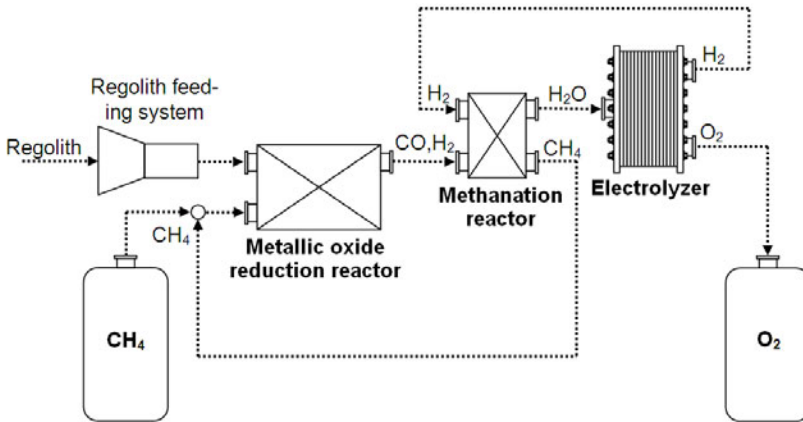 H₂
Regolith feed-
ing system
H₂
H₂O
O₂
Regolith
CO,H₂
CH₄
Electrolyzer
Methanation
reactor
CH₄
Metallic oxide
reduction reactor
CH₄
O₂